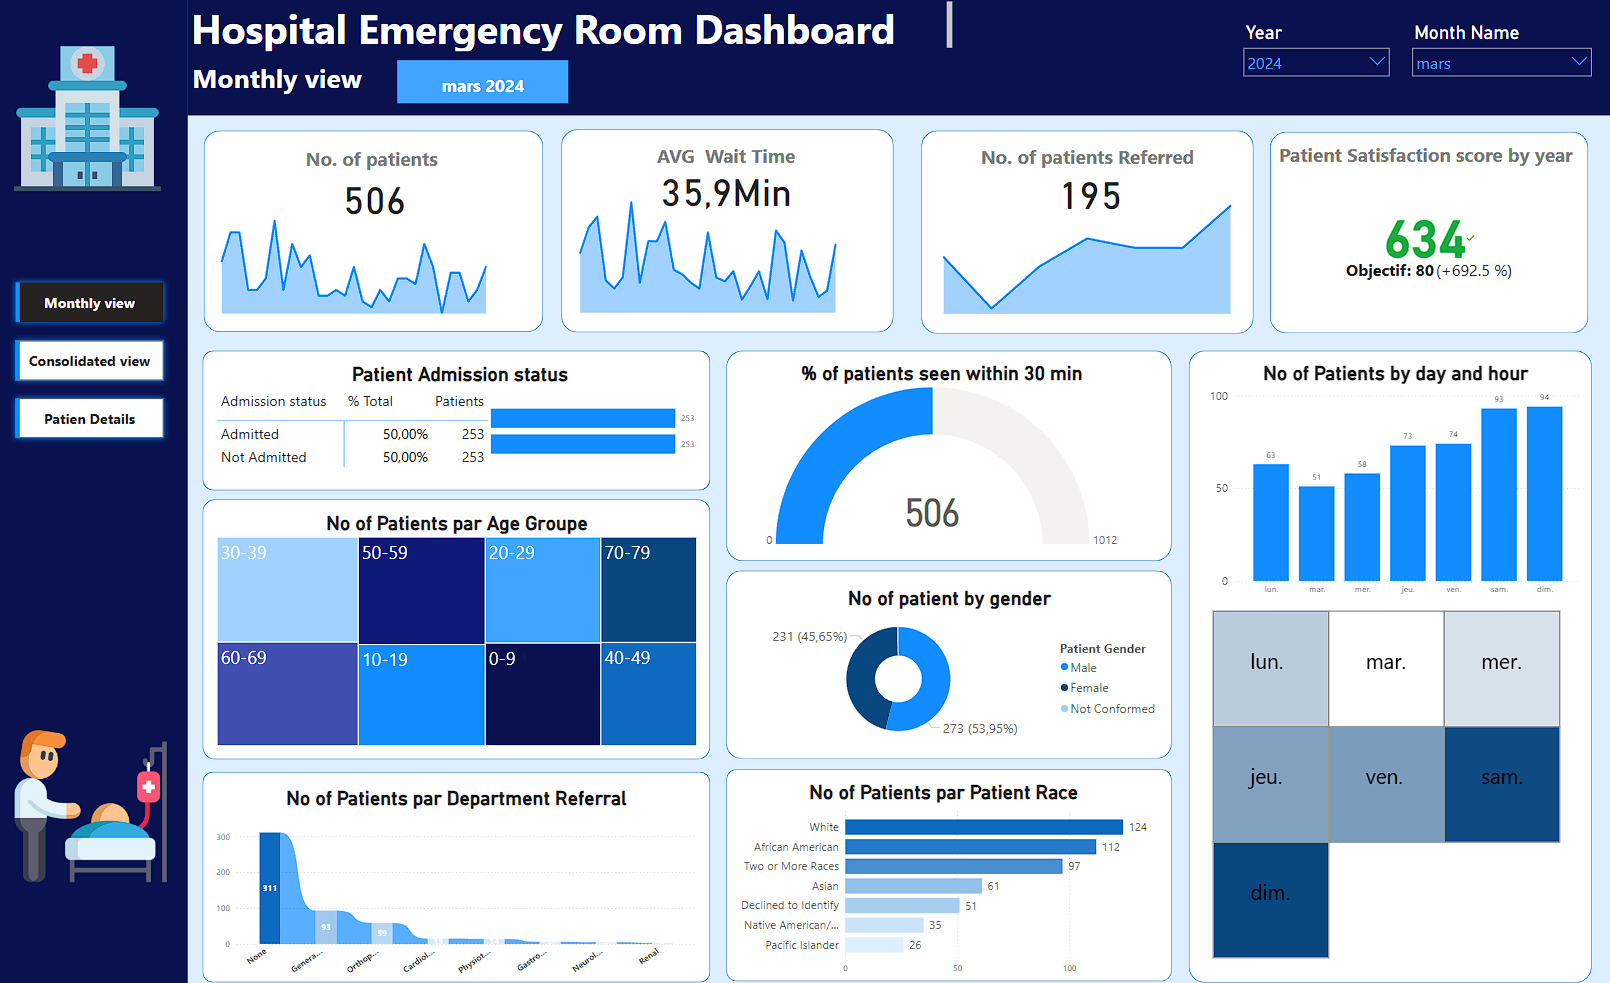 Hospital Emergency Room Dashboard
Monthly view
mars 2024
Year
2024
Month Name
mars
Monthly view
Consolidated view
Patien Details
No. of patients
506
AVG Wait Time
35,9Min
No. of patients Referred
195
Patient Satisfaction score by year
634
Objectif: 80 (+692.5 %)
Patient Admission status
Admission status % Total Patients
Admitted 50,00% 253
Not Admitted 50,00% 253
253
253
% of patients seen within 30 min
506
0
1012
No of Patients by day and hour
100
50
0
63
51
58
73
74
93
94
lun. mar. mer. jeu. ven. sam. dim.
lun. mar. mer.
jeu. ven. sam.
dim.
No of Patients par Age Groupe
30-39 50-59 20-29 70-79
60-69 10-19 0-9 40-49
No of patient by gender
231 (45,65%)
273 (53,95%)
Patient Gender
Male
Female
Not Conformed
No of Patients par Department Referral
300
200
100
0
311
93
59
None Genera... Orthop... Cardiol... Physiot... Gastro... Neurol... Renal
No of Patients par Patient Race
White 124
African American 112
Two or More Races 97
Asian 61
Declined to Identify 51
Native American/... 35
Pacific Islander 26
0 50 100